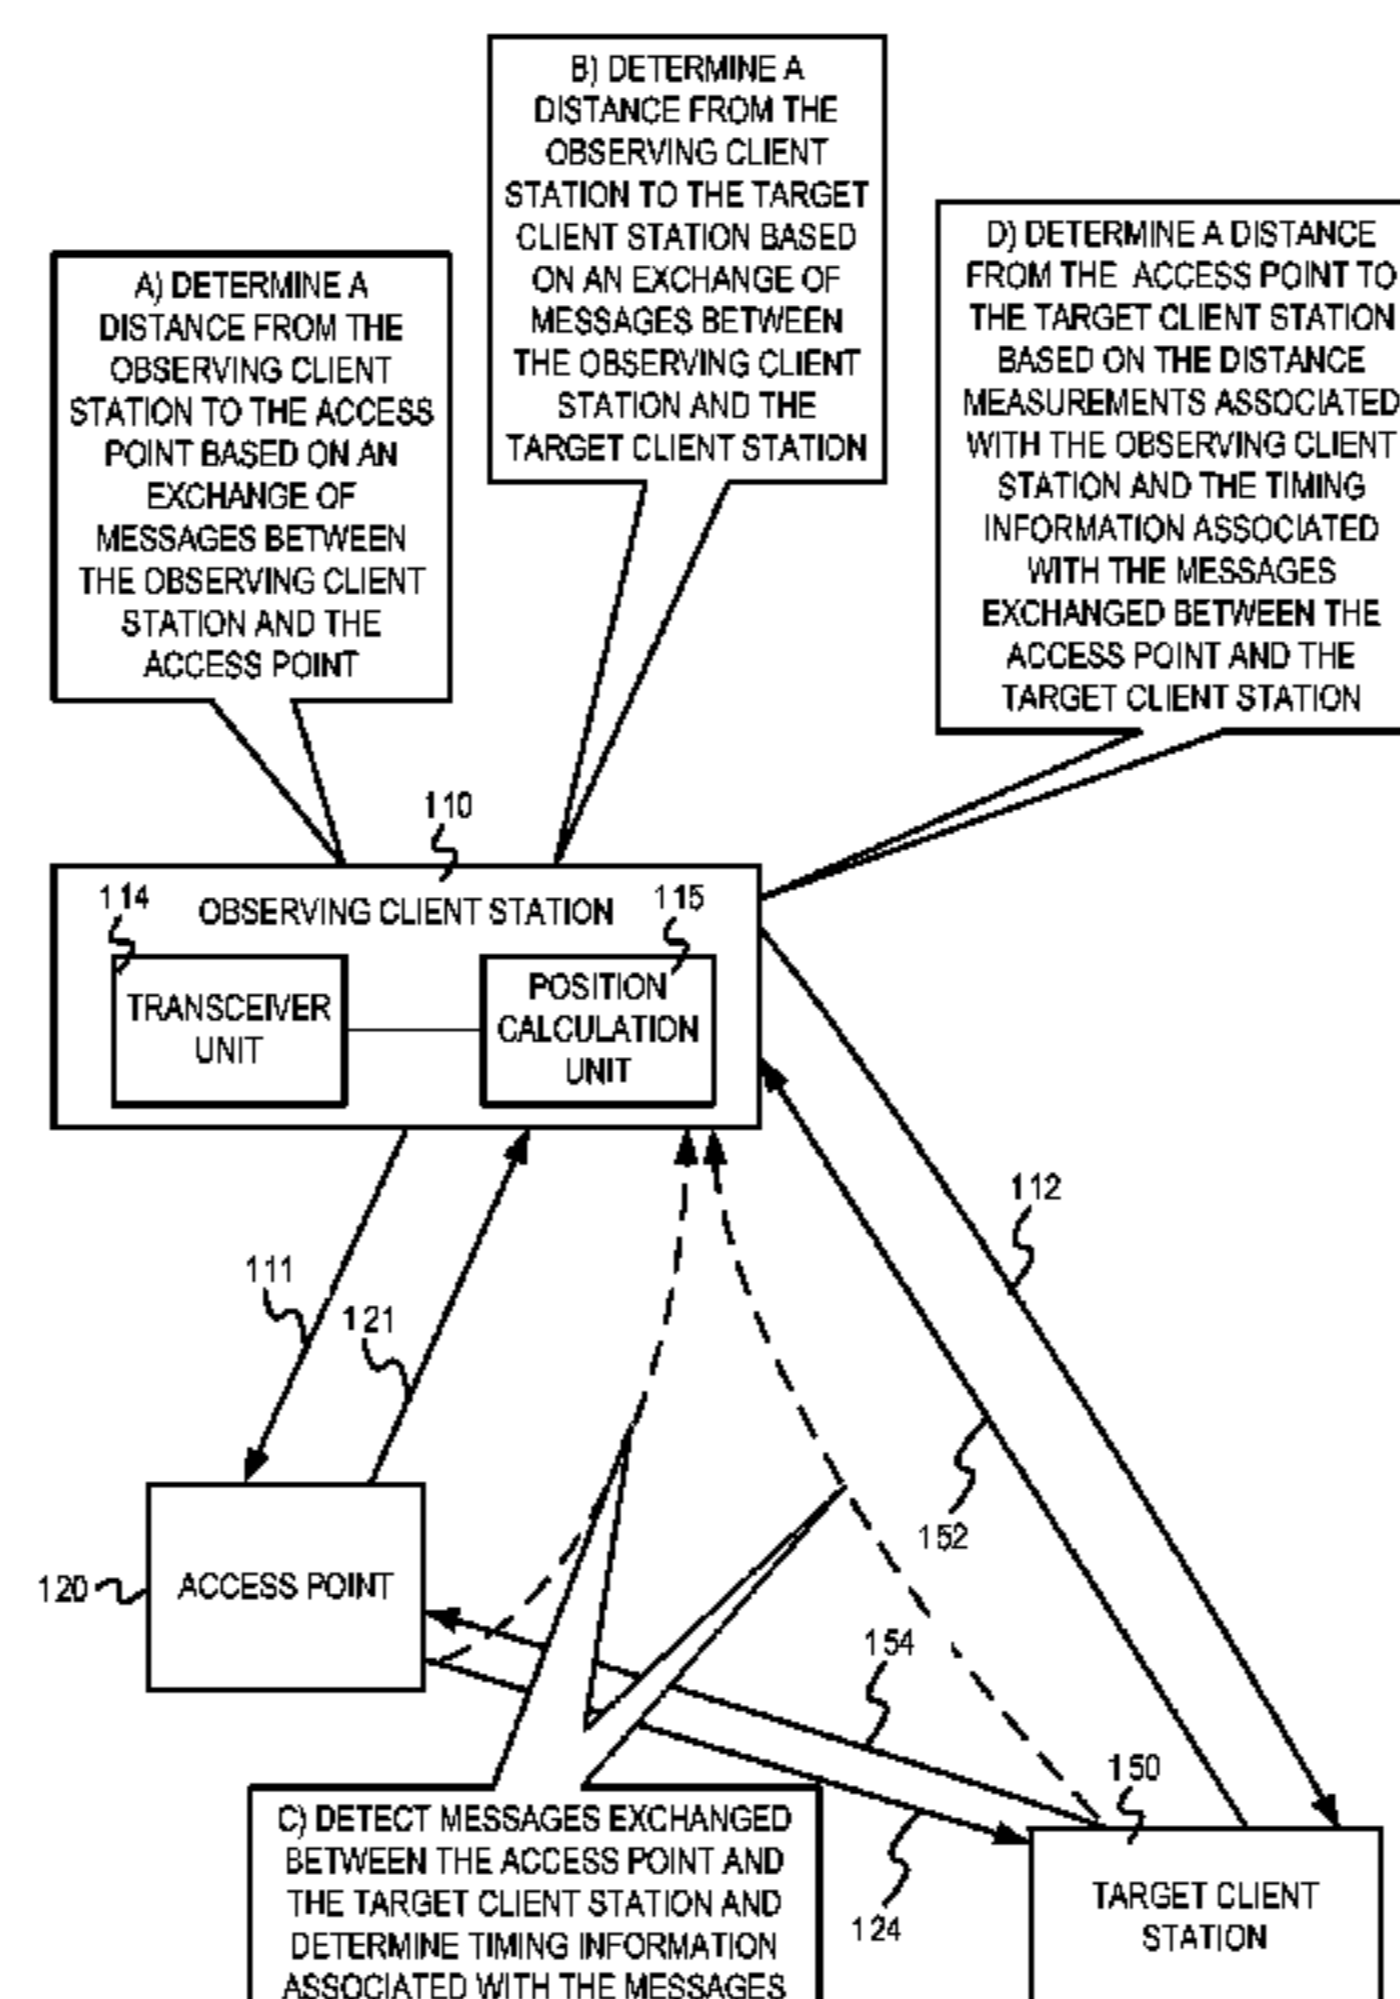 B) DETERMINE A
DISTANCE FROM THE
OBSERVING CLIENT
STATION TO THE TARGET
CLIENT STATION BASED
ON AN EXCHANGE OF
MESSAGES BETWEEN
THE OBSERVING CLIENT
STATION AND THE
TARGET CLIENT STATION
D) DETERMINE A DISTANCE
FROM THE ACCESS POINT TO
THE TARGET CLIENT STATION
BASED ON THE DISTANCE
MEASUREMENTS ASSOCIATED
WITH THE OBSERVING CLIENT
STATION AND THE TIMING
INFORMATION ASSOCIATED
WITH THE MESSAGES
EXCHANGED BETWEEN THE
ACCESS POINT AND THE
TARGET CLIENT STATION
A) DETERMINE A
DISTANCE FROM THE
OBSERVING CLIENT
STATION TO THE ACCESS
POINT BASED ON AN
EXCHANGE OF
MESSAGES BETWEEN
THE OBSERVING CLIENT
STATION AND THE
ACCESS POINT
110
114
OBSERVING CLIENT STATION
115
TRANSCEIVER
UNIT
POSITION
CALCULATION
UNIT
112
111
121
152
120
ACCESS POINT
154
150
124
TARGET CLIENT
STATION
C) DETECT MESSAGES EXCHANGED
BETWEEN THE ACCESS POINT AND
THE TARGET CLIENT STATION AND
DETERMINE TIMING INFORMATION
ASSOCIATED WITH THE MESSAGES